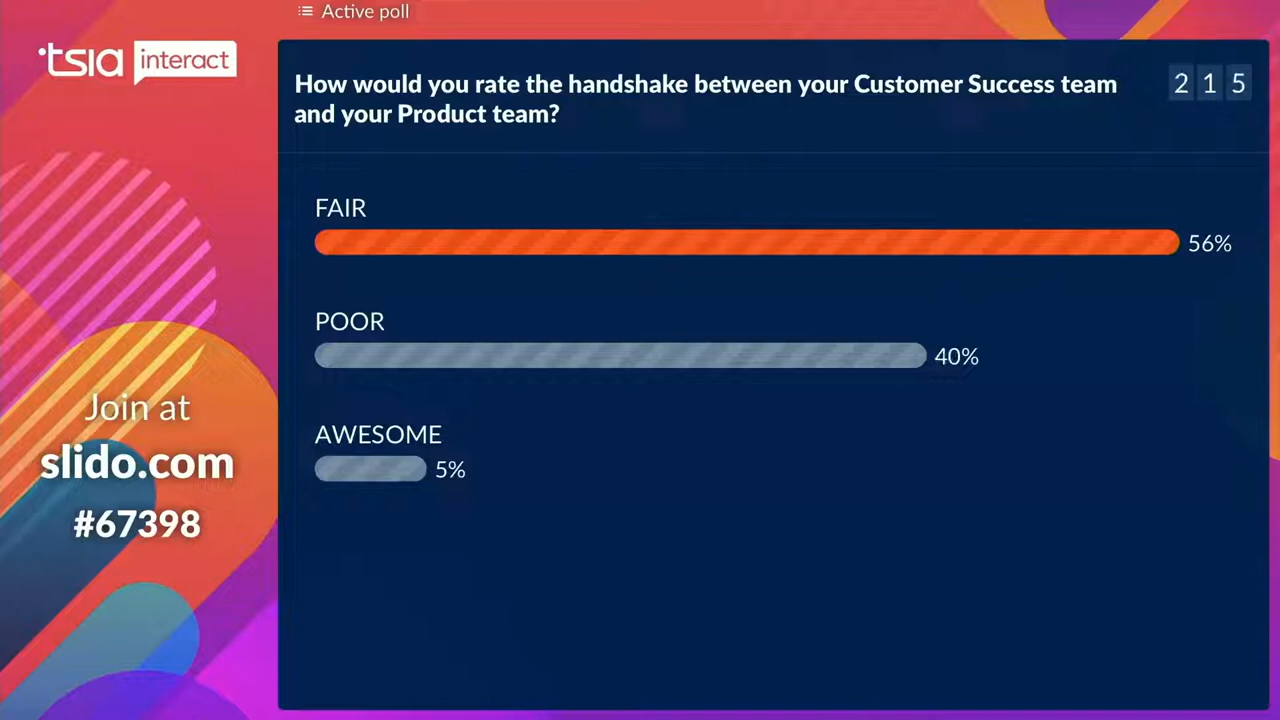 Active poll
tsia interact
How would you rate the handshake between your Customer Success team
and your Product team?
2 1 5
FAIR
56%
POOR
40%
AWESOME
5%
Join at
slido.com
#67398